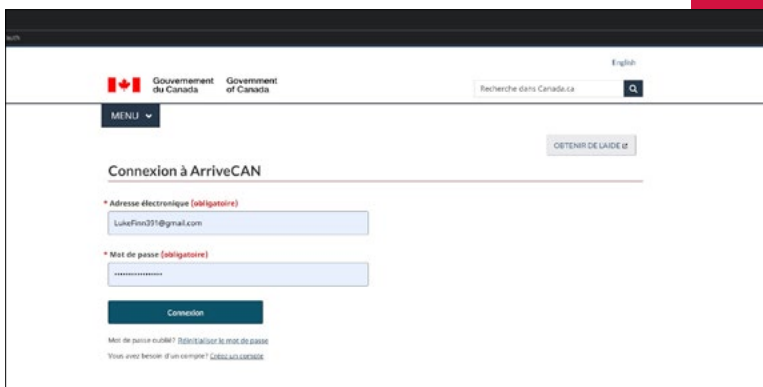 auth
English
Gouvernement Government
du Canada of Canada
Recherche dans Canada.ca
MENU
OBTENIR DE L'AIDE
Connexion à ArriveCAN
* Adresse électronique (obligatoire)
LukeFinn391@gmail.com
* Mot de passe (obligatoire)
••••••••••••••••
Connexion
Mot de passe oublié? Réinitialiser le mot de passe
Vous avez besoin d'un compte? Créez un compte